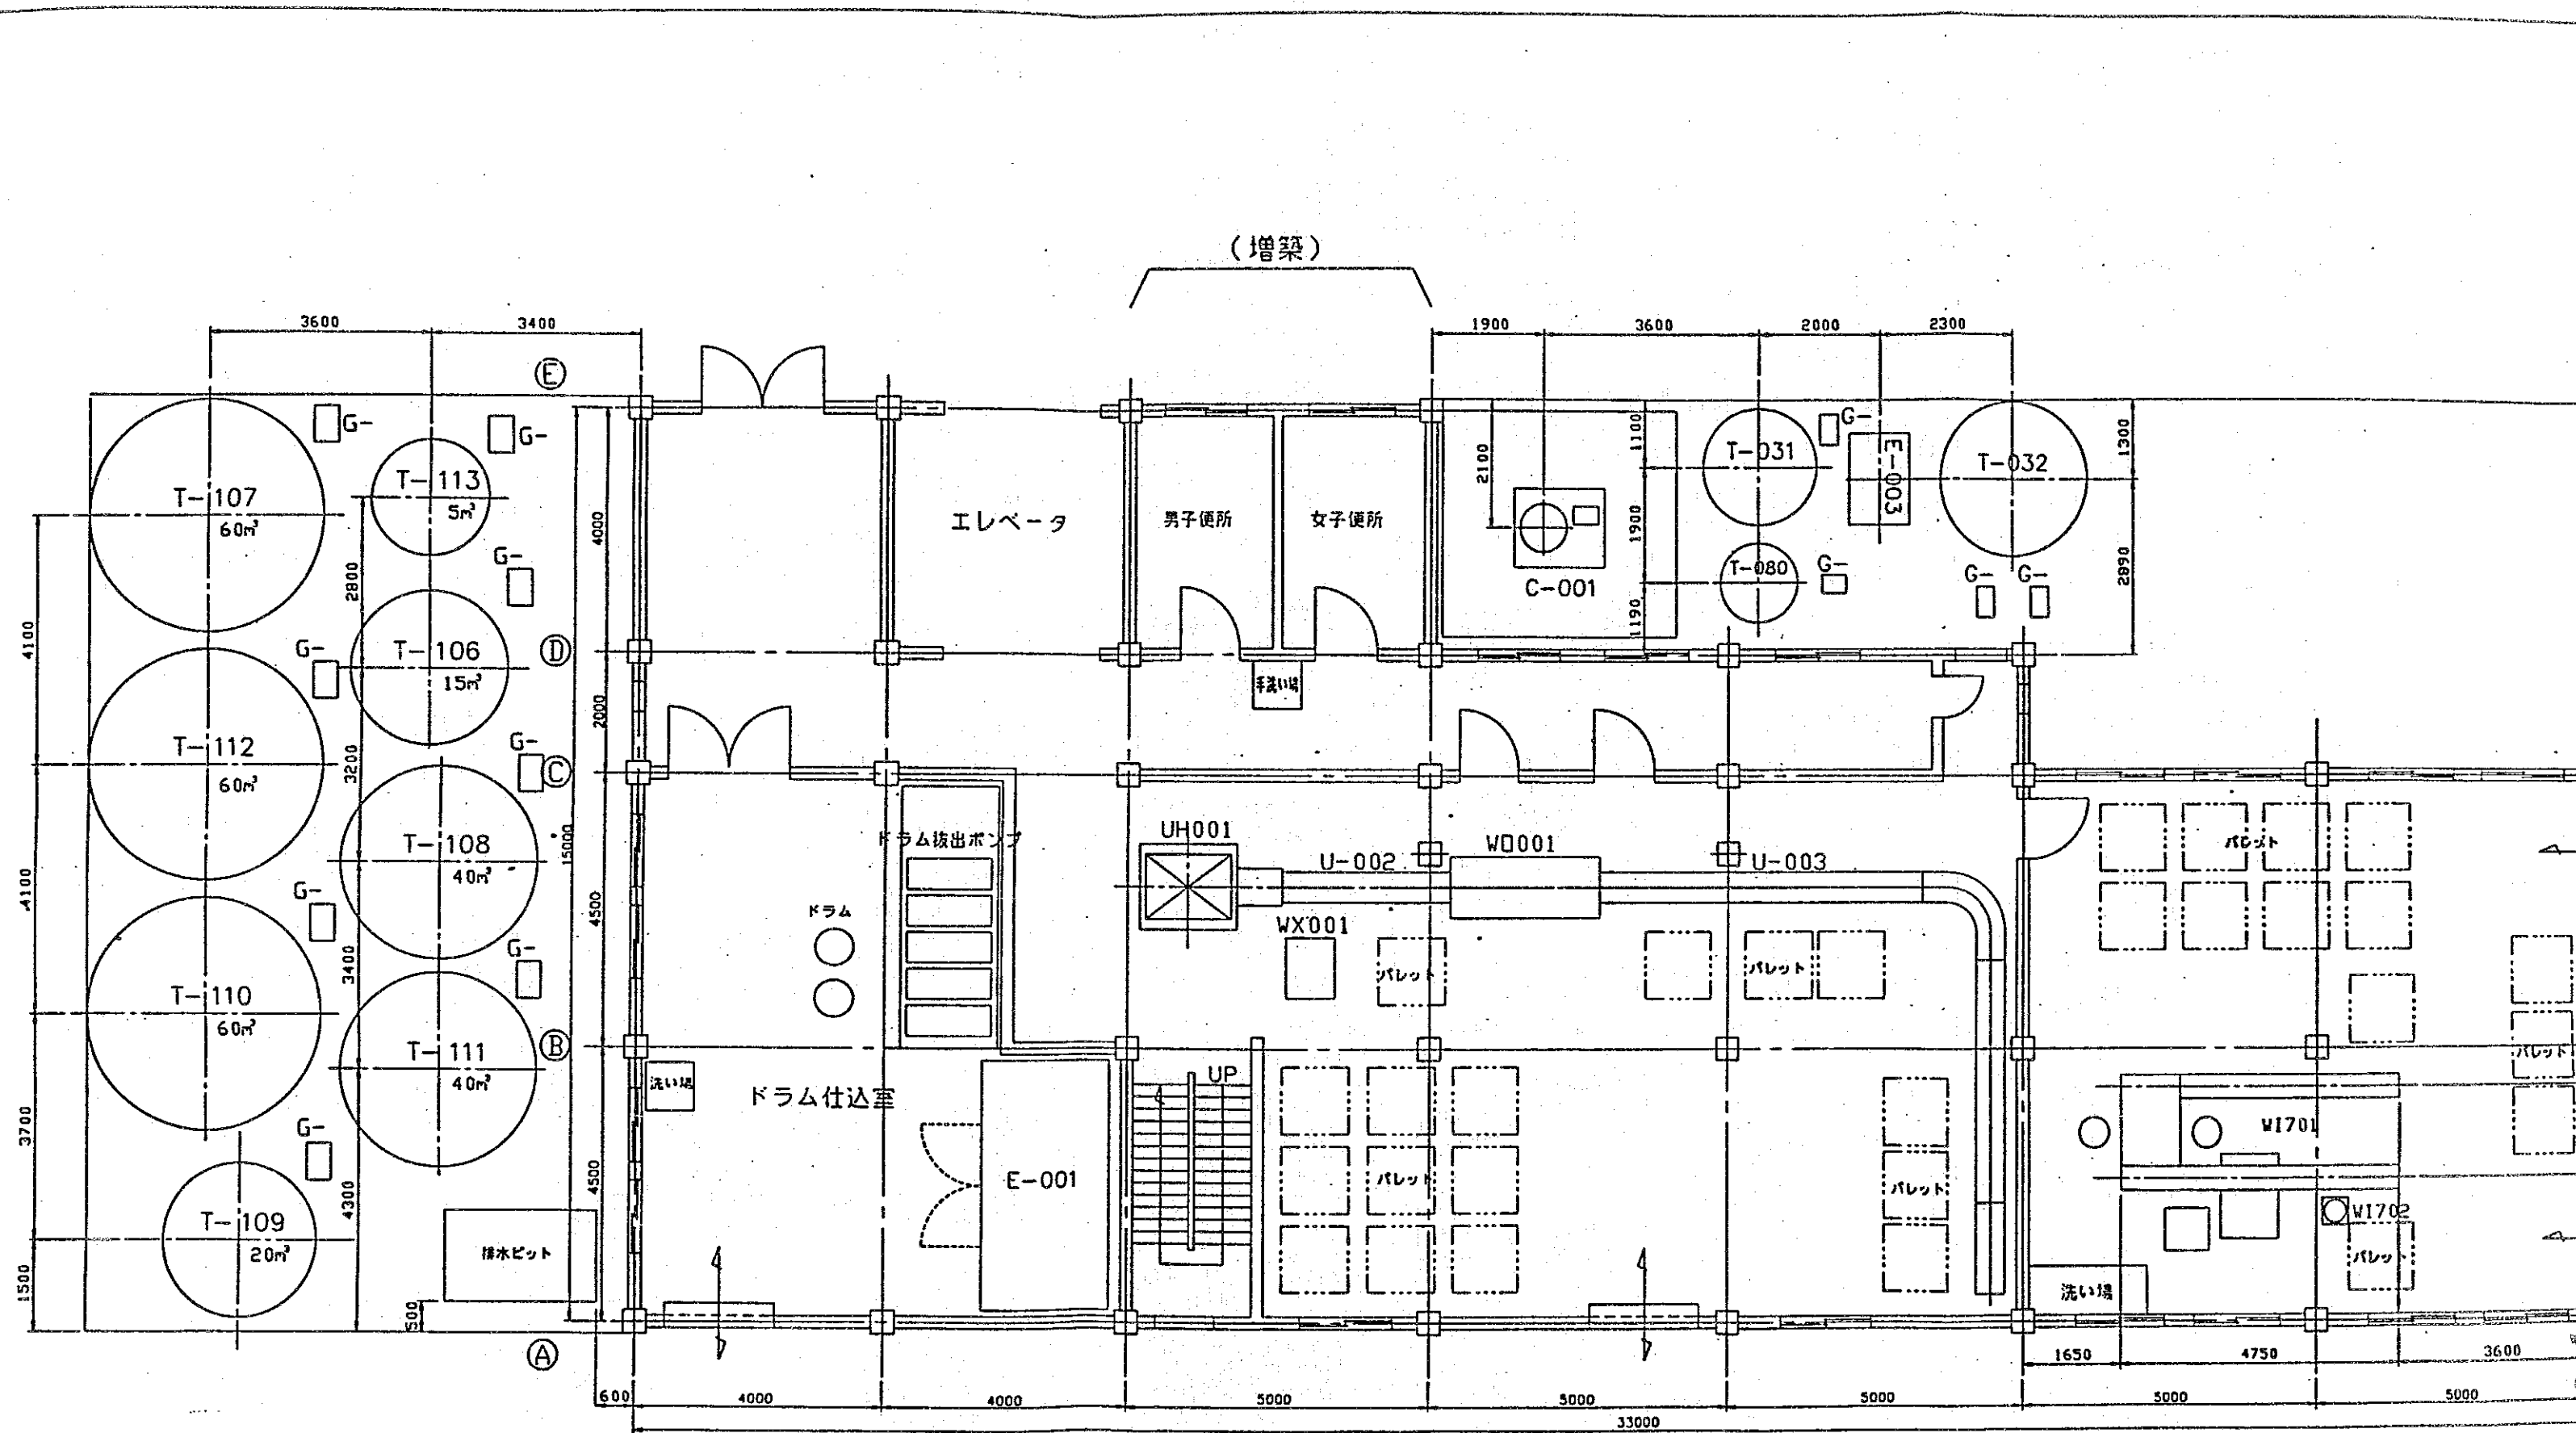 (増築)
3600
3400
1900
3600
2000
2300
Ⓔ
G-
G-
G-
T-113
5㎥
T-107
60㎥
T-031
E-003
T-032
1100
1300
2100
4000
エレベータ
男子便所
女子便所
1900
2800
G-
T-080
G-
G-
G-
C-001
2890
1190
4100
G-
T-106
15㎥
Ⓓ
手洗い場
2000
T-112
60㎥
G-
Ⓒ
3200
15000
T-108
40㎥
ドラム抜出ポンプ
UH001
U-002
WO001
U-003
パレット
4100
G-
4500
ドラム
WX001
パレット
パレット
3400
G-
T-110
60㎥
T-111
40㎥
Ⓑ
パレット
洗い場
ドラム仕込室
UP
3700
G-
WI701
4500
4300
E-001
パレット
パレット
T-109
20㎥
WI702
排水ピット
パレット
1500
500
洗い場
Ⓐ
1650
4750
3600
600
4000
4000
5000
5000
5000
5000
5000
33000